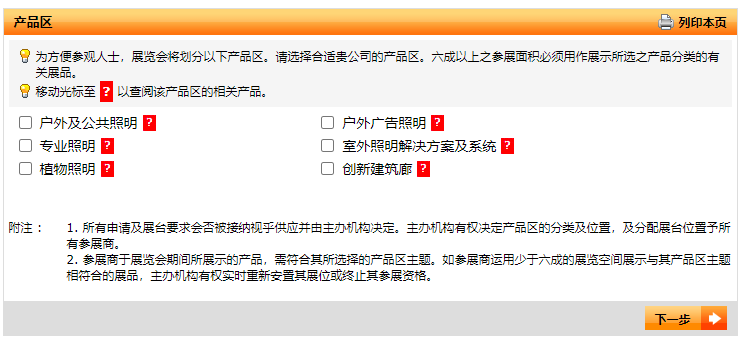 产品区
列印本页
为方便参观人士，展览会将划分以下产品区。请选择合适贵公司的产品区。六成以上之参展面积必须用作展示所选之产品分类的有
关展品。
移动光标至 ? 以查阅该产品区的相关产品。
户外及公共照明 ? 户外广告照明 ?
专业照明 ? 室外照明解决方案及系统 ?
植物照明 ? 创新建筑廊 ?
附注： 1. 所有申请及展台要求会否被接纳视乎供应并由主办机构决定。主办机构有权决定产品区的分类及位置，及分配展台位置予所
有参展商。
2. 参展商于展览会期间所展示的产品，需符合其所选择的产品区主题。如参展商运用少于六成的展览空间展示与其产品区主题
相符合的展品，主办机构有权实时重新安置其展位或终止其参展资格。
下一步